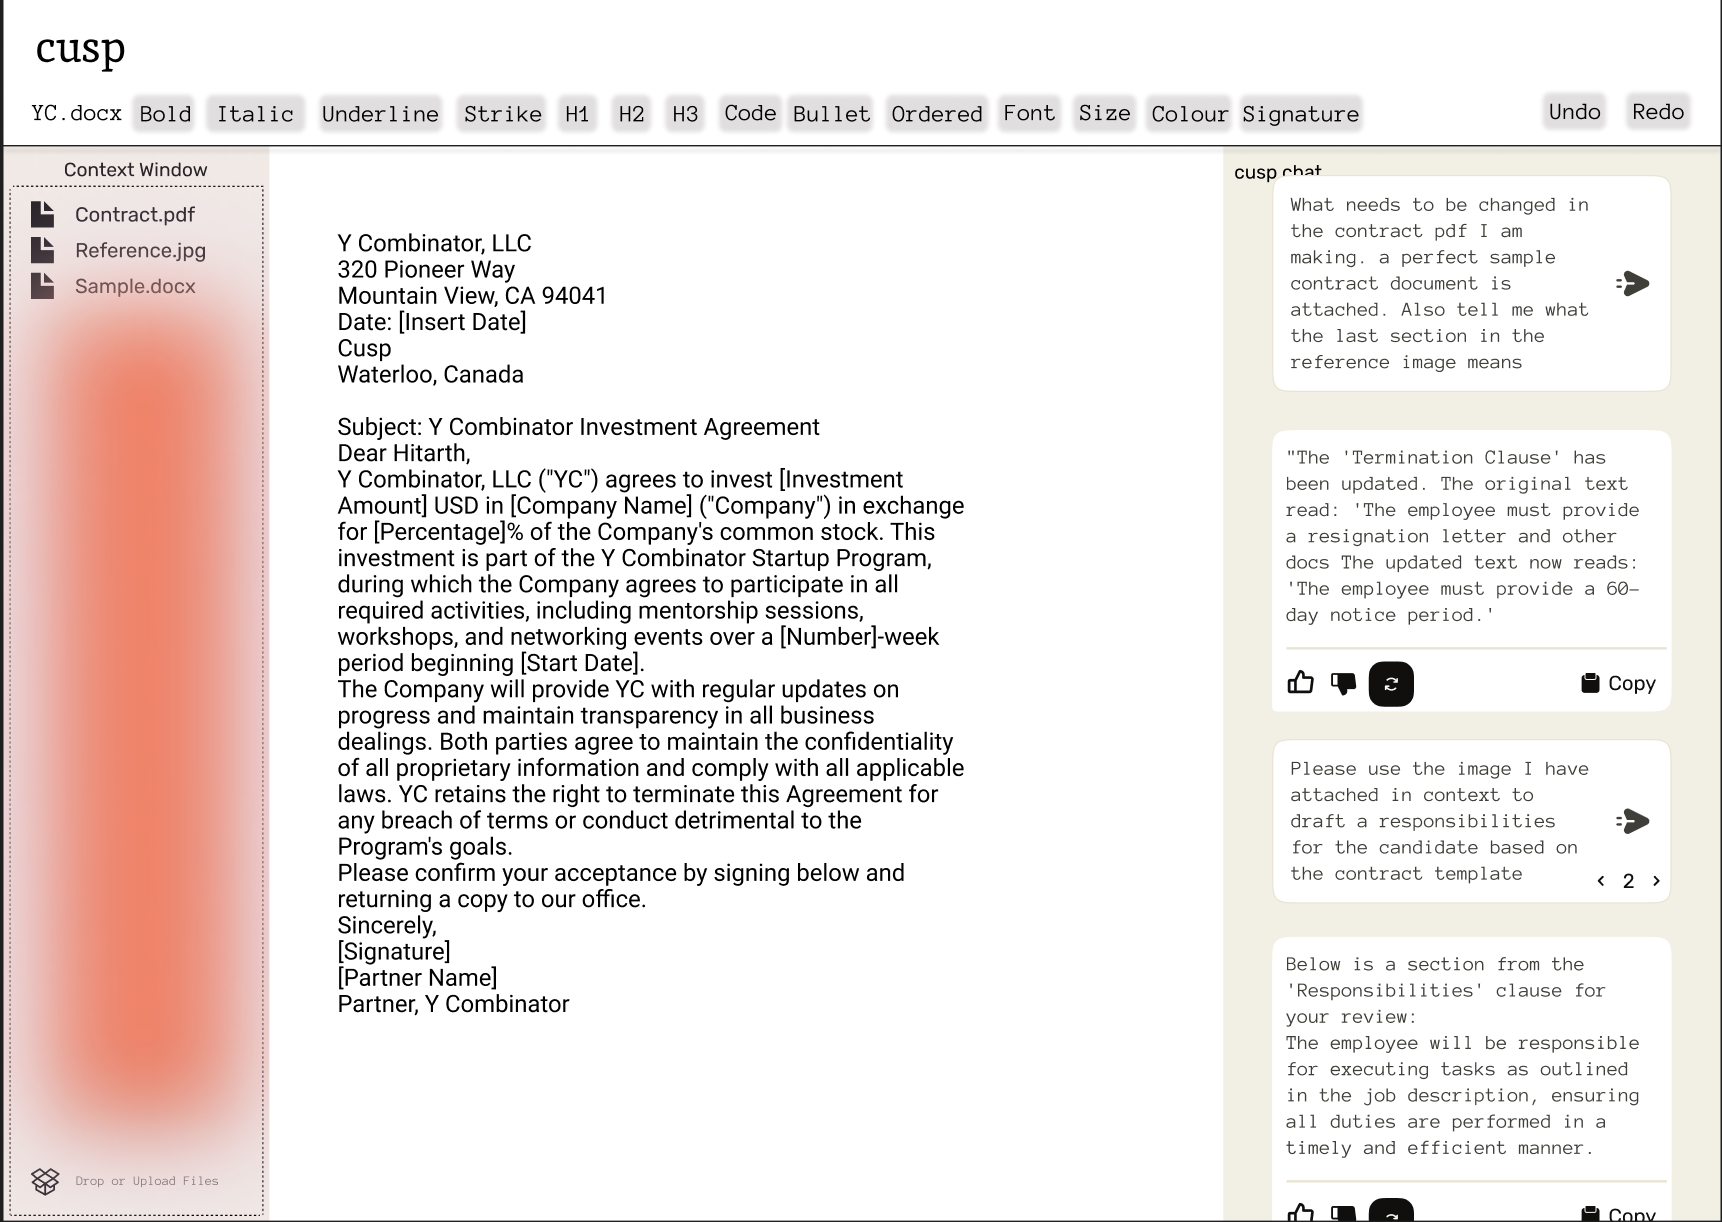 cusp
YC.docx Bold Italic Underline Strike H1 H2 H3 Code Bullet Ordered Font Size Colour Signature Undo Redo
Context Window
Contract.pdf
Reference.jpg
Sample.docx
Drop or Upload Files
Y Combinator, LLC
320 Pioneer Way
Mountain View, CA 94041
Date: [Insert Date]
Cusp
Waterloo, Canada
Subject: Y Combinator Investment Agreement
Dear Hitarth,
Y Combinator, LLC ("YC") agrees to invest [Investment
Amount] USD in [Company Name] ("Company") in exchange
for [Percentage]% of the Company's common stock. This
investment is part of the Y Combinator Startup Program,
during which the Company agrees to participate in all
required activities, including mentorship sessions,
workshops, and networking events over a [Number]-week
period beginning [Start Date].
The Company will provide YC with regular updates on
progress and maintain transparency in all business
dealings. Both parties agree to maintain the confidentiality
of all proprietary information and comply with all applicable
laws. YC retains the right to terminate this Agreement for
any breach of terms or conduct detrimental to the
Program's goals.
Please confirm your acceptance by signing below and
returning a copy to our office.
Sincerely,
[Signature]
[Partner Name]
Partner, Y Combinator
cusp chat
What needs to be changed in
the contract pdf I am
making. a perfect sample
contract document is
attached. Also tell me what
the last section in the
reference image means
"The 'Termination Clause' has
been updated. The original text
read: 'The employee must provide
a resignation letter and other
docs The updated text now reads:
'The employee must provide a 60-
day notice period.'
Copy
Please use the image I have
attached in context to
draft a responsibilities
for the candidate based on
the contract template
‹ 2 ›
Below is a section from the
'Responsibilities' clause for
your review:
The employee will be responsible
for executing tasks as outlined
in the job description, ensuring
all duties are performed in a
timely and efficient manner.
Copy